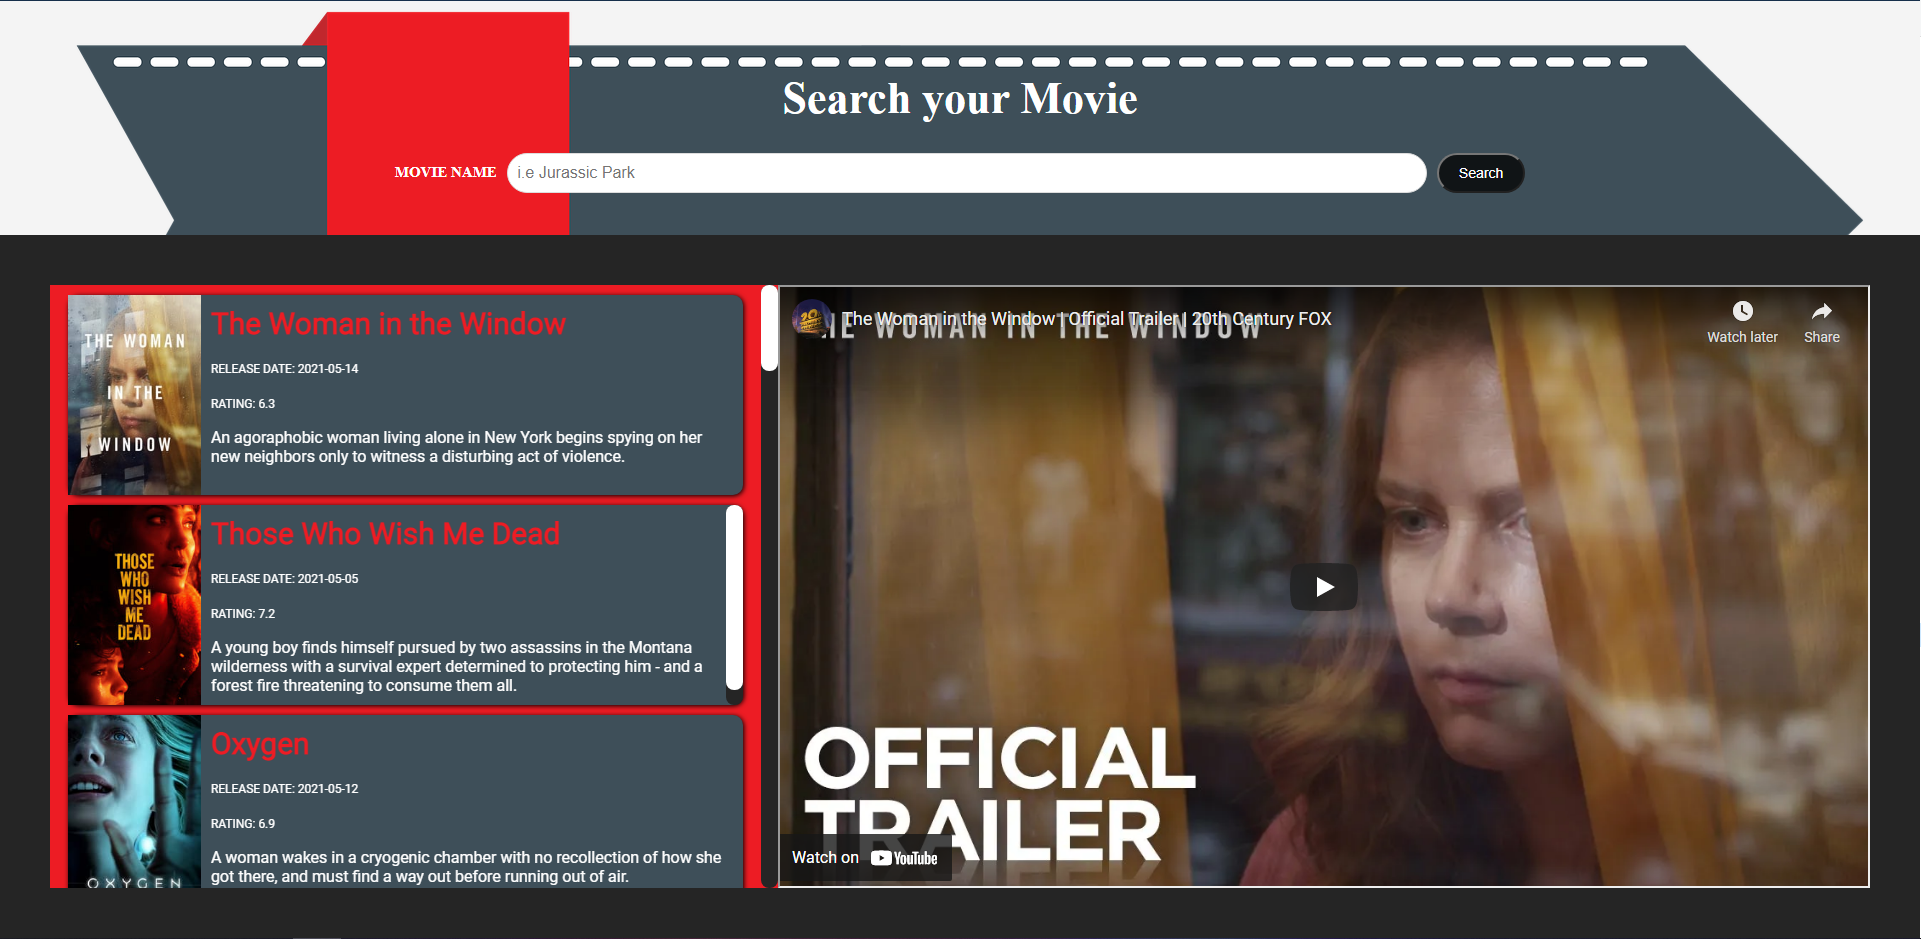 Search your Movie
MOVIE NAME
i.e Jurassic Park
Search
THE WOMAN
IN THE
WINDOW
The Woman in the Window
RELEASE DATE: 2021-05-14
RATING: 6.3
An agoraphobic woman living alone in New York begins spying on her
new neighbors only to witness a disturbing act of violence.
THOSE
WHO
WISH
ME
DEAD
Those Who Wish Me Dead
RELEASE DATE: 2021-05-05
RATING: 7.2
A young boy finds himself pursued by two assassins in the Montana
wilderness with a survival expert determined to protecting him - and a
forest fire threatening to consume them all.
OXYGEN
Oxygen
RELEASE DATE: 2021-05-12
RATING: 6.9
A woman wakes in a cryogenic chamber with no recollection of how she
got there, and must find a way out before running out of air.
The Woman in the Window | Official Trailer | 20th Century FOX
THE WOMAN IN THE WINDOW
Watch later
Share
OFFICIAL
TRAILER
Watch on YouTube